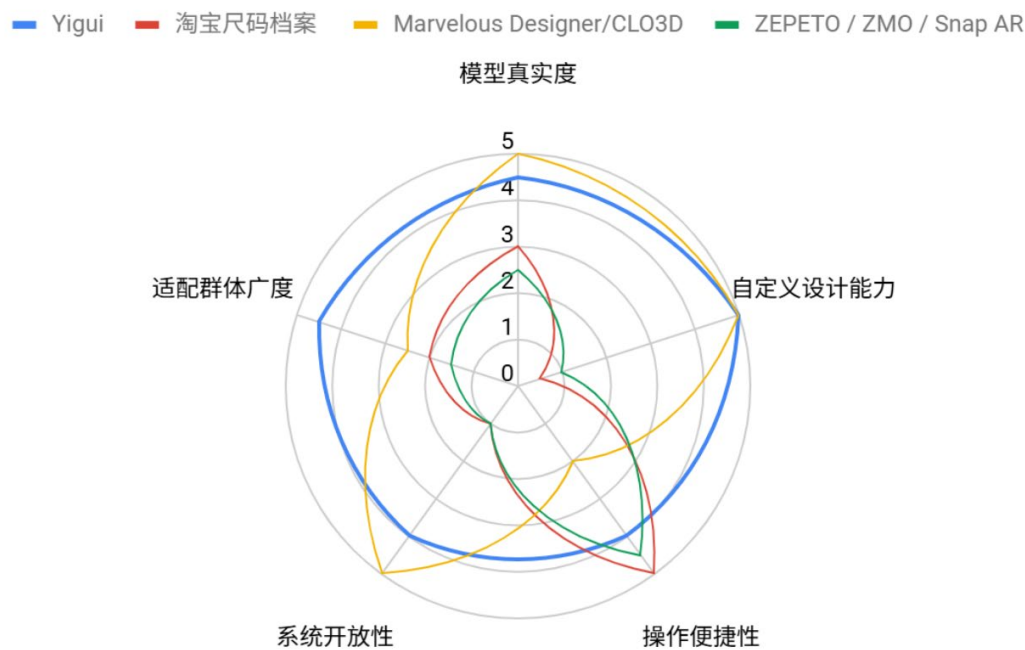 Yigui 淘宝尺码档案 Marvelous Designer/CLO3D ZEPETO / ZMO / Snap AR
模型真实度
5
4
3
2
1
0
适配群体广度 自定义设计能力
系统开放性 操作便捷性